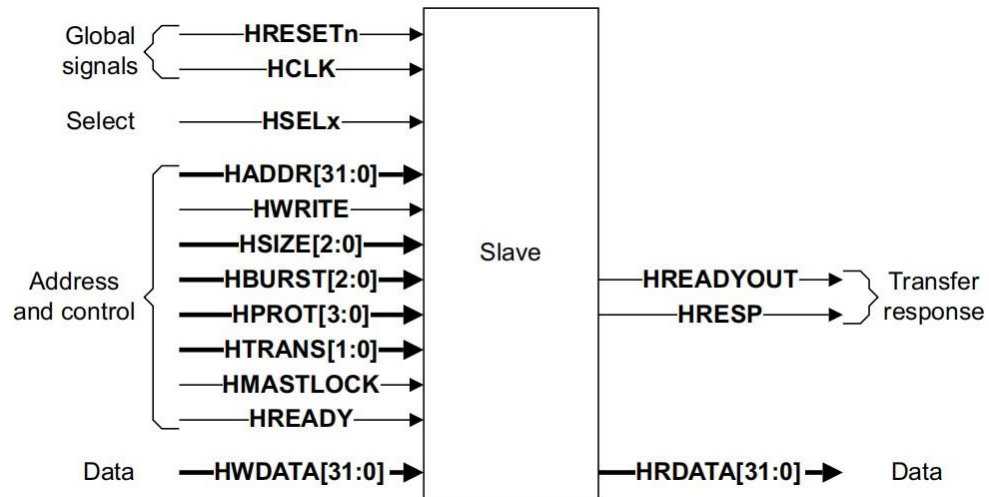 Global
signals
HRESETn
HCLK
Select
HSELx
Address
and control
HADDR[31:0]
HWRITE
HSIZE[2:0]
HBURST[2:0]
HPROT[3:0]
HTRANS[1:0]
HMASTLOCK
HREADY
Data
HWDATA[31:0]
Slave
HREADYOUT
HRESP
Transfer
response
HRDATA[31:0]
Data